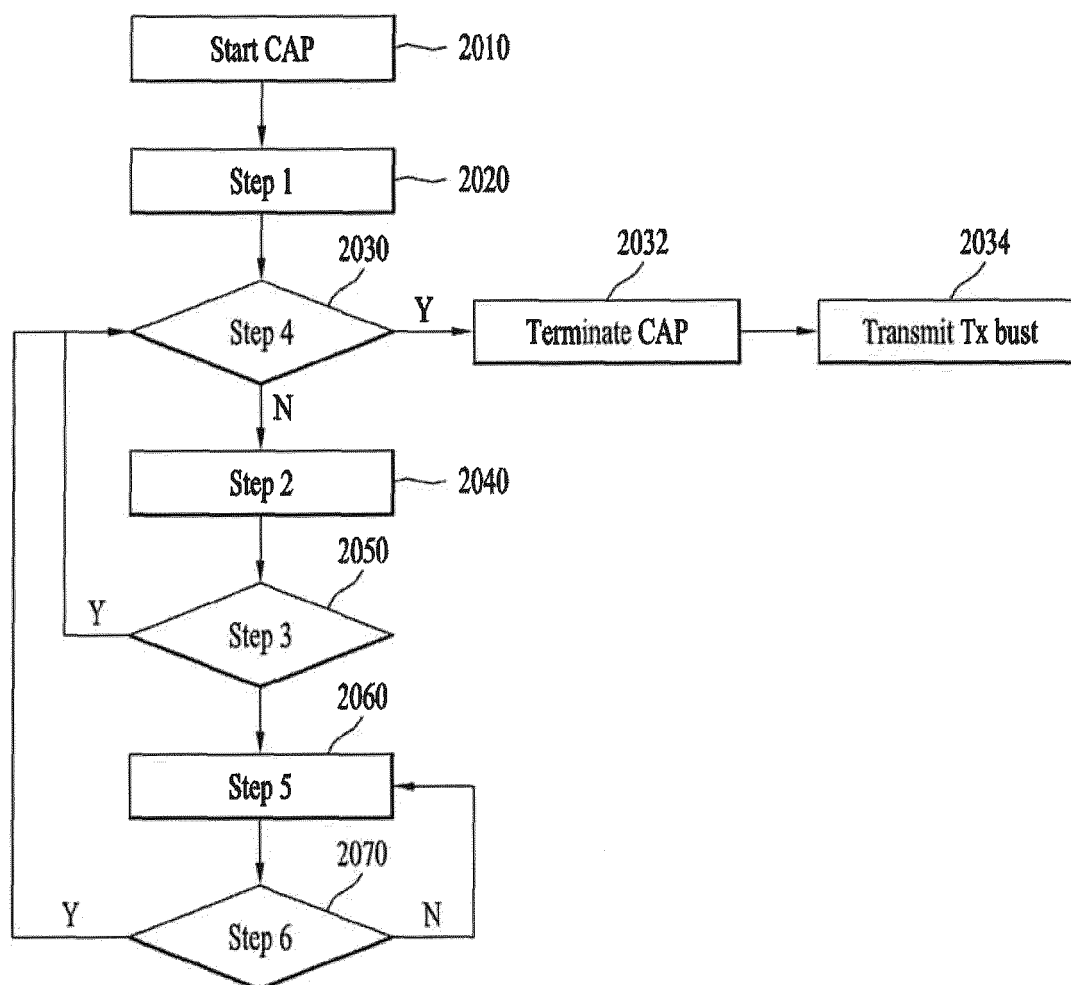 Start CAP
2010
Step 1
2020
2030
Step 4
Y
2032
Terminate CAP
2034
Transmit Tx bust
N
Step 2
2040
2050
Y
Step 3
2060
Step 5
2070
Y
Step 6
N